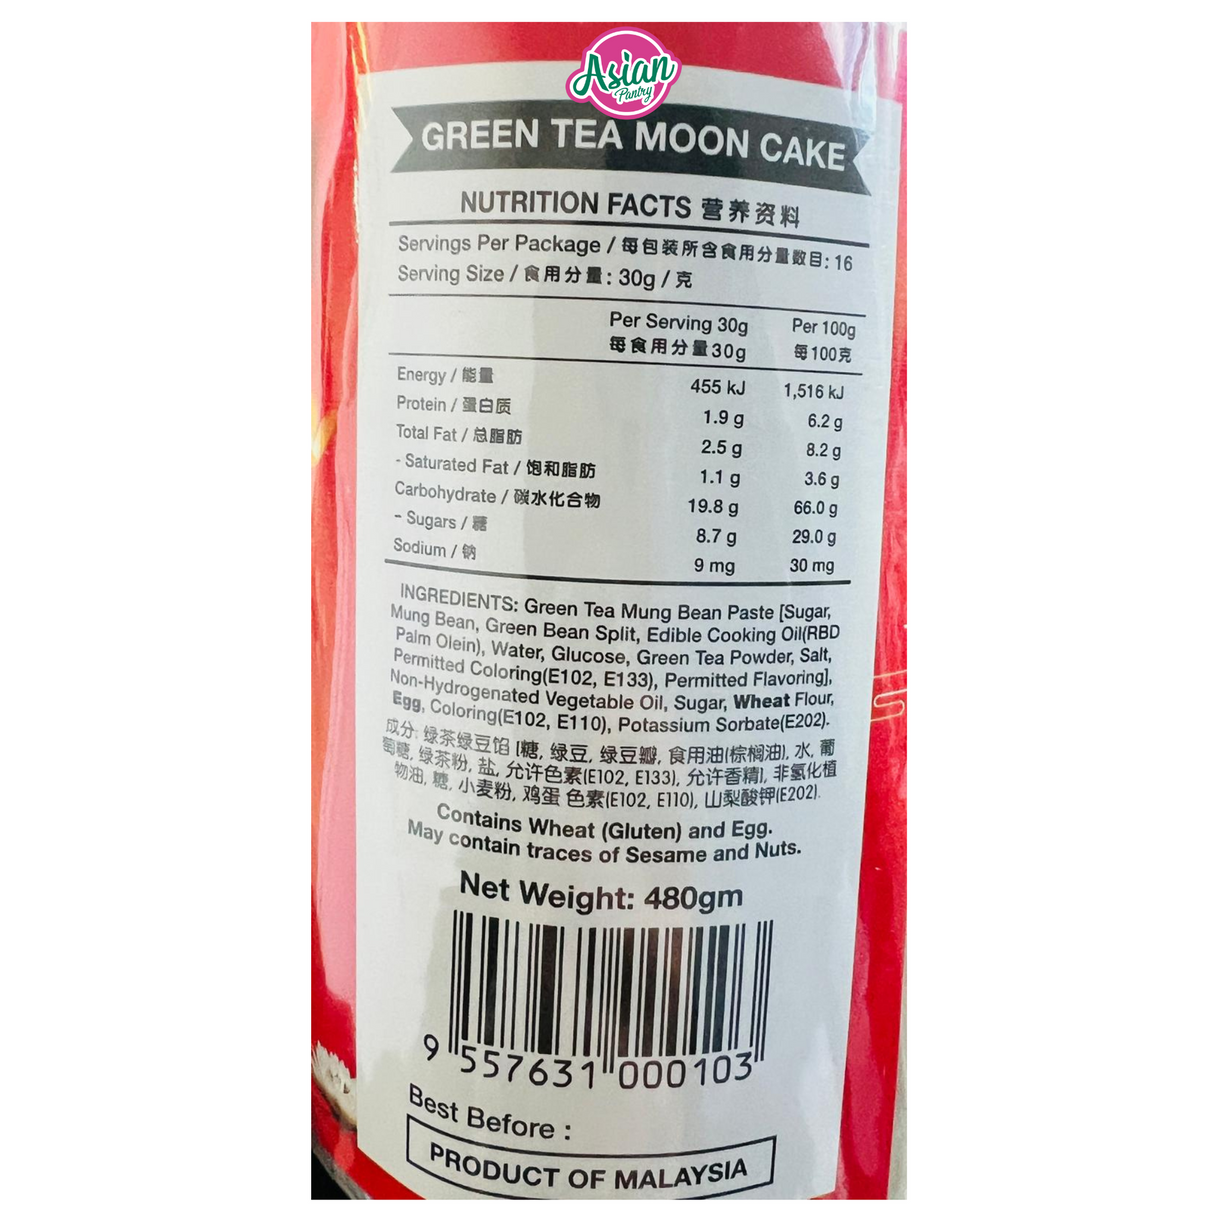 Asian
Pantry
GREEN TEA MOON CAKE
NUTRITION FACTS 营养资料
Servings Per Package / 每包装所含食用分量数目: 16
Serving Size / 食用分量: 30g / 克
Per Serving 30g Per 100g
每食用分量30g 每100克
Energy / 能量 455 kJ 1,516 kJ
Protein / 蛋白质 1.9 g 6.2 g
Total Fat / 总脂肪 2.5 g 8.2 g
- Saturated Fat / 饱和脂肪 1.1 g 3.6 g
Carbohydrate / 碳水化合物 19.8 g 66.0 g
- Sugars / 糖 8.7 g 29.0 g
Sodium / 钠 9 mg 30 mg
INGREDIENTS: Green Tea Mung Bean Paste [Sugar,
Mung Bean, Green Bean Split, Edible Cooking Oil(RBD
Palm Olein), Water, Glucose, Green Tea Powder, Salt,
Permitted Coloring(E102, E133), Permitted Flavoring],
Non-Hydrogenated Vegetable Oil, Sugar, Wheat Flour,
Egg, Coloring(E102, E110), Potassium Sorbate(E202).
成分: 绿茶绿豆馅 [糖, 绿豆, 绿豆瓣, 食用油(棕榈油), 水, 葡
萄糖, 绿茶粉, 盐, 允许色素(E102, E133), 允许香精], 非氢化植
物油, 糖, 小麦粉, 鸡蛋 色素(E102, E110), 山梨酸钾(E202).
Contains Wheat (Gluten) and Egg.
May contain traces of Sesame and Nuts.
Net Weight: 480gm
9 557631 000103
Best Before :
PRODUCT OF MALAYSIA